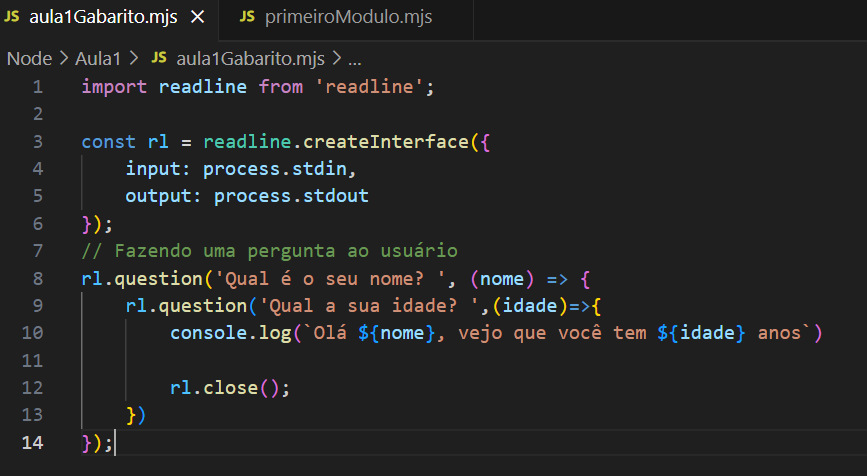 JS aula1Gabarito.mjs × JS primeiroModulo.mjs
Node > Aula1 > JS aula1Gabarito.mjs > ...
1 import readline from 'readline';
2
3 const rl = readline.createInterface({
4     input: process.stdin,
5     output: process.stdout
6 });
7 // Fazendo uma pergunta ao usuário
8 rl.question('Qual é o seu nome? ', (nome) => {
9     rl.question('Qual a sua idade? ',(idade)=>{
10         console.log(`Olá ${nome}, vejo que você tem ${idade} anos`)
11
12         rl.close();
13     })
14 });